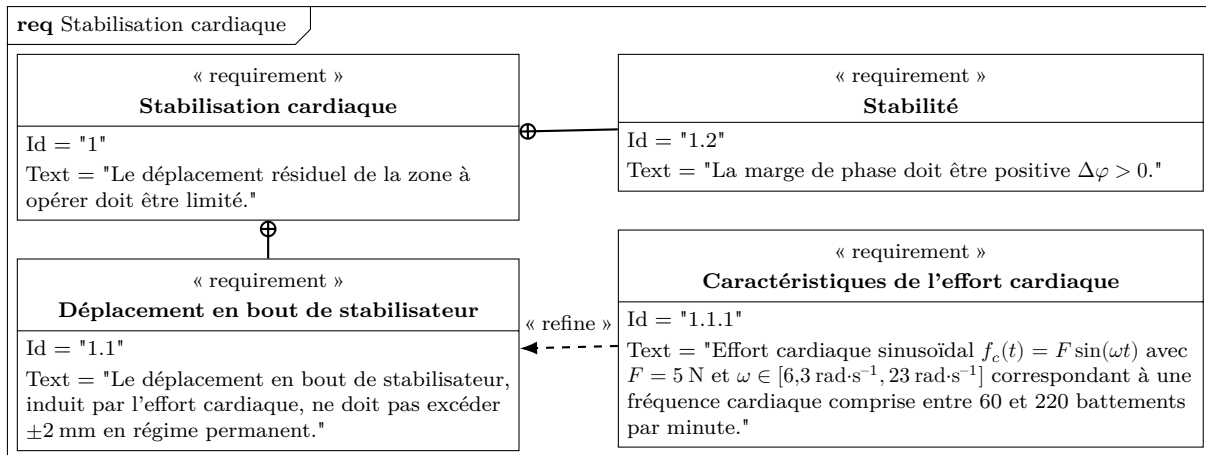 req Stabilisation cardiaque
« requirement »
Stabilisation cardiaque
Id = "1"
Text = "Le déplacement résiduel de la zone à
opérer doit être limité."
« requirement »
Stabilité
Id = "1.2"
Text = "La marge de phase doit être positive Δφ > 0."
« requirement »
Déplacement en bout de stabilisateur
Id = "1.1"
Text = "Le déplacement en bout de stabilisateur,
induit par l'effort cardiaque, ne doit pas excéder
±2 mm en régime permanent."
« refine »
« requirement »
Caractéristiques de l'effort cardiaque
Id = "1.1.1"
Text = "Effort cardiaque sinusoïdal f_c(t) = F sin(ωt) avec
F = 5 N et ω ∈ [6,3 rad·s⁻¹, 23 rad·s⁻¹] correspondant à une
fréquence cardiaque comprise entre 60 et 220 battements
par minute."